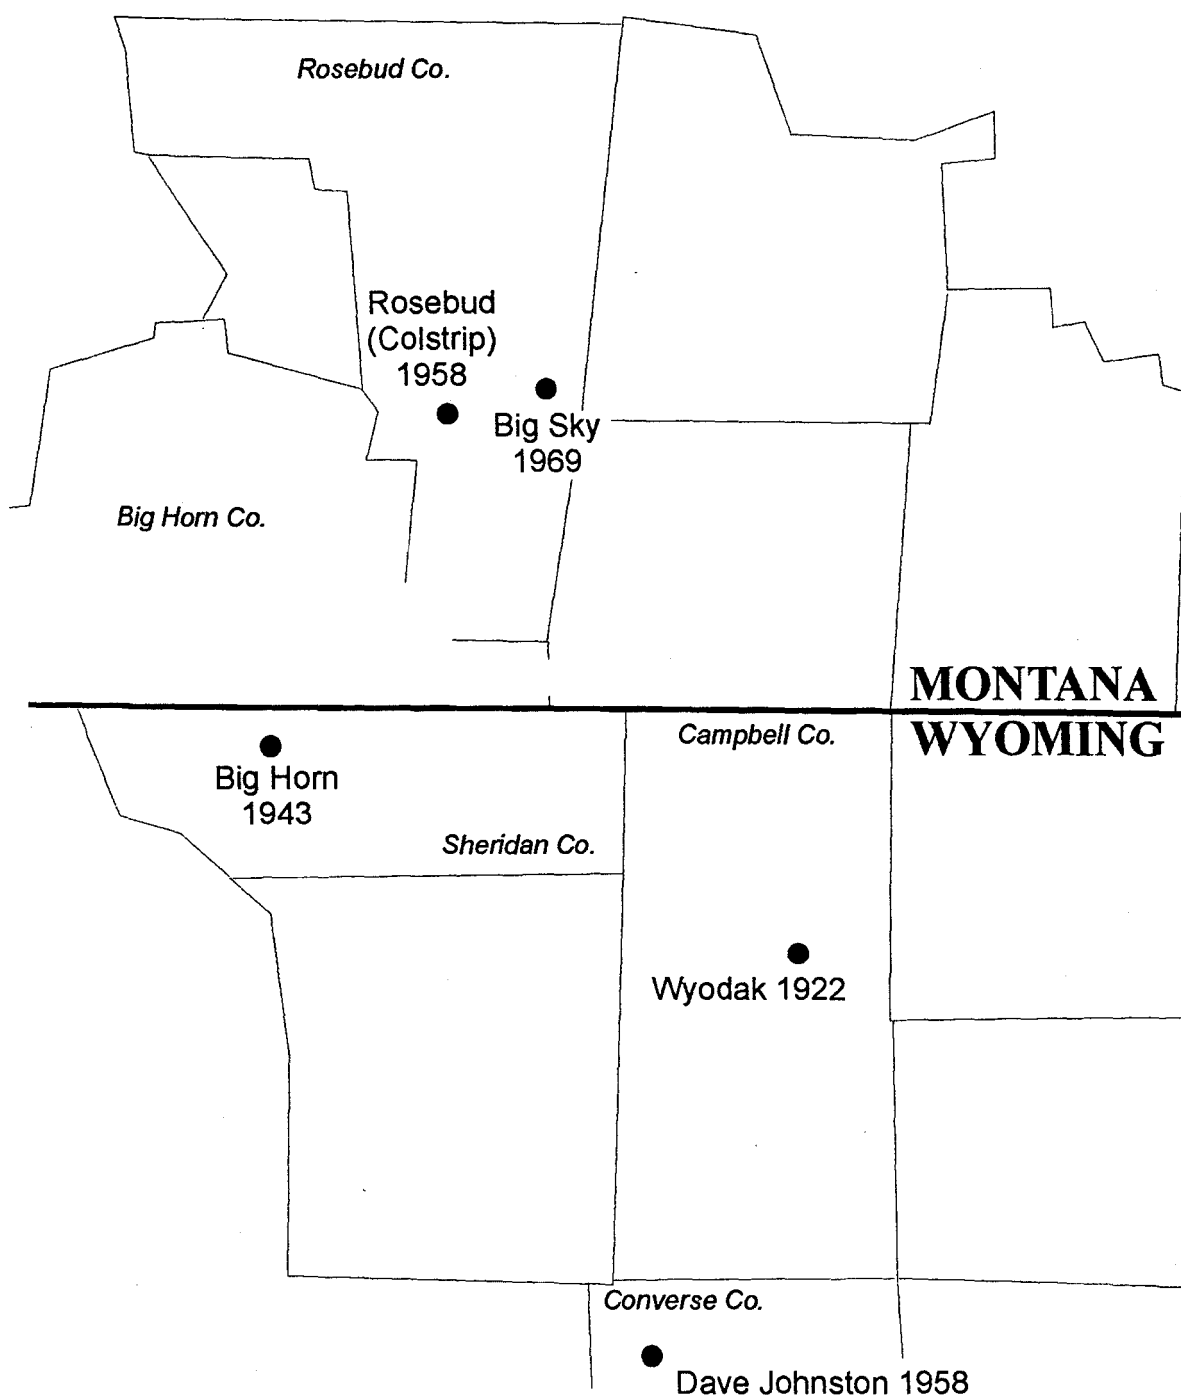 Rosebud Co.
Rosebud
(Colstrip)
1958
Big Sky
1969
Big Horn Co.
MONTANA
WYOMING
Campbell Co.
Big Horn
1943
Sheridan Co.
Wyodak 1922
Converse Co.
Dave Johnston 1958